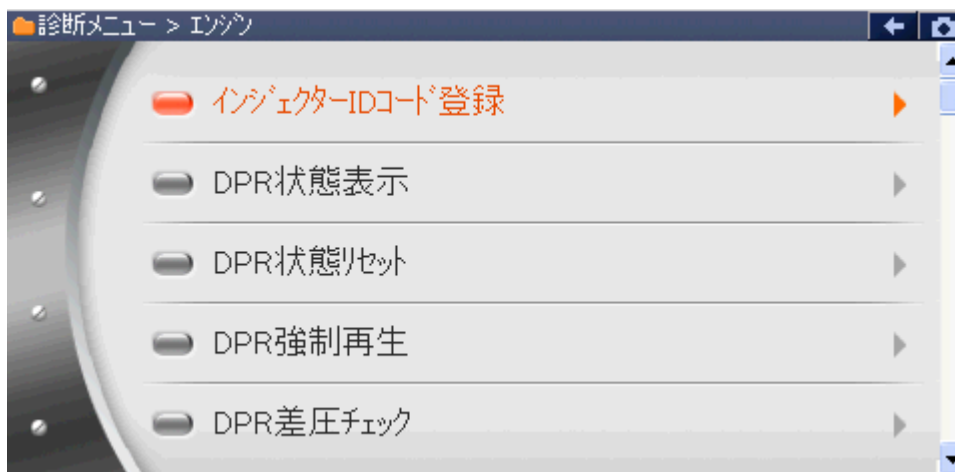 診断メニュー > エンジン
インジェクターIDコード登録
DPR状態表示
DPR状態リセット
DPR強制再生
DPR差圧チェック